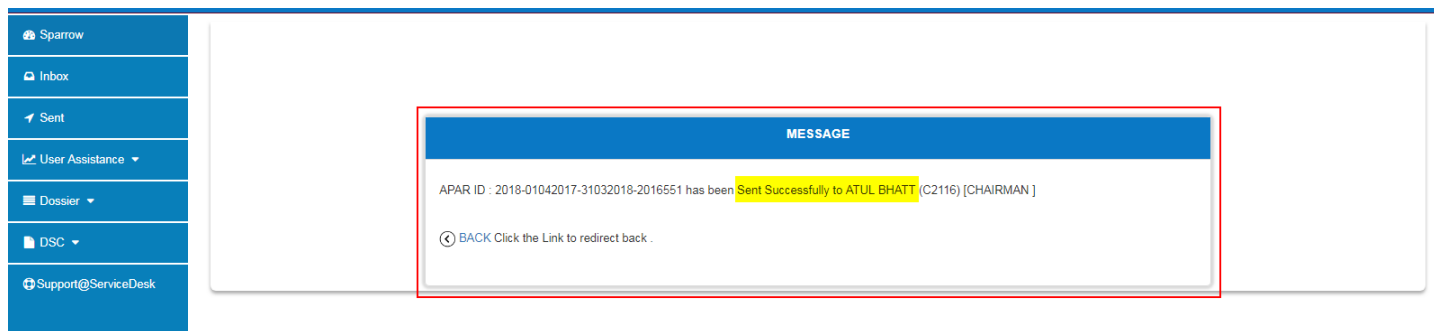 Sparrow
Inbox
Sent
User Assistance
Dossier
DSC
Support@ServiceDesk
MESSAGE
APAR ID : 2018-01042017-31032018-2016551 has been Sent Successfully to ATUL BHATT (C2116) [CHAIRMAN ]
BACK Click the Link to redirect back .